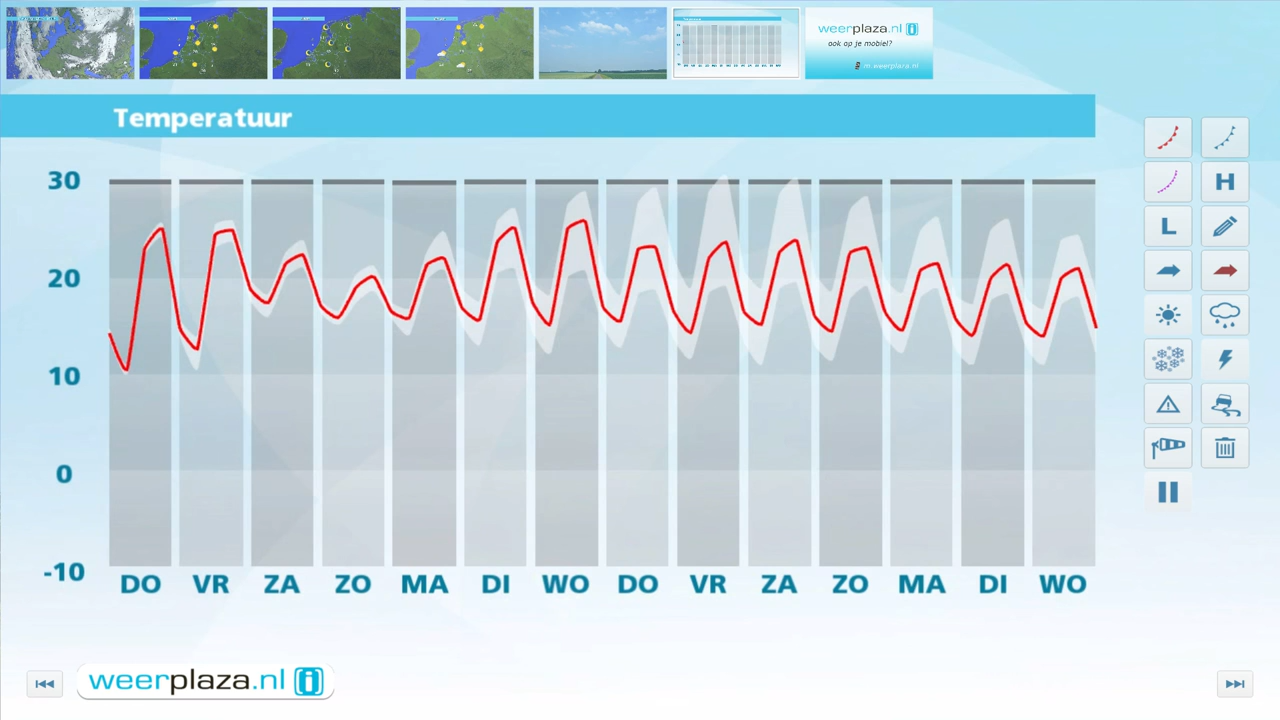 weerplaza.nl [i]
ook op je mobiel?
m.weerplaza.nl
Temperatuur
30
20
10
0
-10
DO VR ZA ZO MA DI WO DO VR ZA ZO MA DI WO
H
L
weerplaza.nl [i]